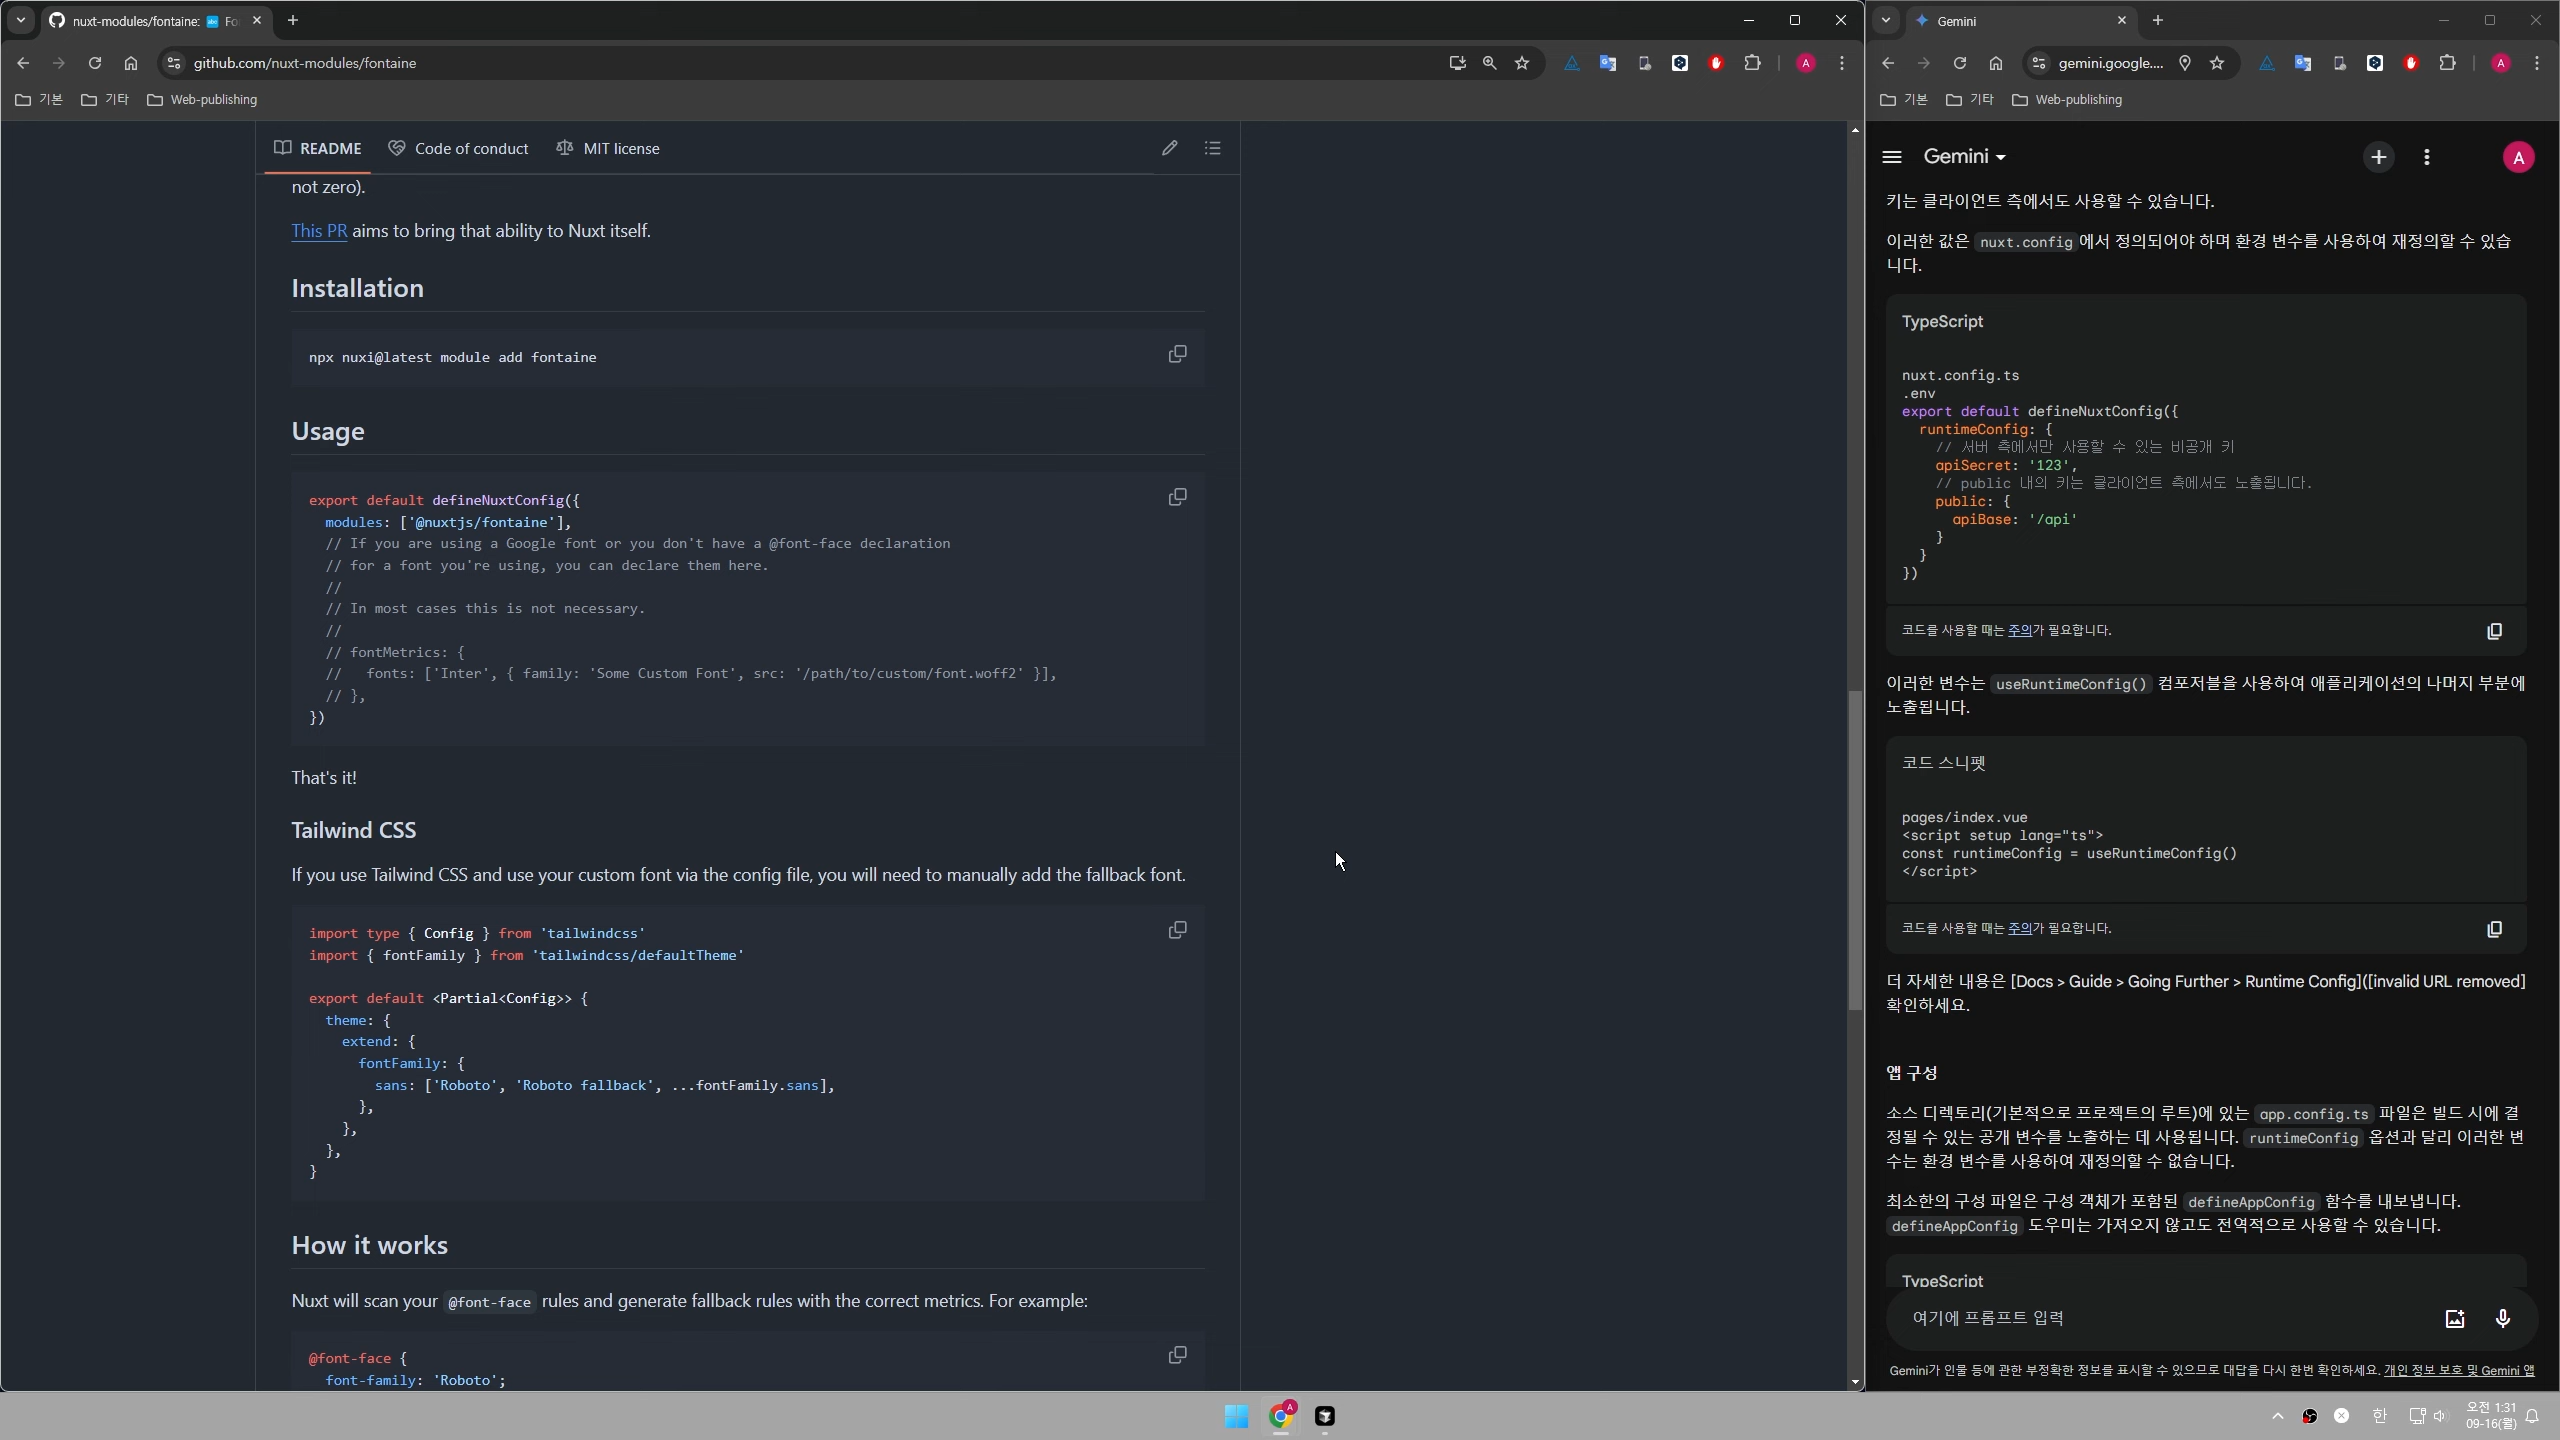 nuxt-modules/fontaine: abc Fo
github.com/nuxt-modules/fontaine
A
기본
기타
Web-publishing
README
Code of conduct
MIT license
not zero).
This PR aims to bring that ability to Nuxt itself.
Installation
npx nuxi@latest module add fontaine
Usage
export default defineNuxtConfig({
modules: ['@nuxtjs/fontaine'],
// If you are using a Google font or you don't have a @font-face declaration
// for a font you're using, you can declare them here.
//
// In most cases this is not necessary.
//
// fontMetrics: {
//   fonts: ['Inter', { family: 'Some Custom Font', src: '/path/to/custom/font.woff2' }],
// },
})
That's it!
Tailwind CSS
If you use Tailwind CSS and use your custom font via the config file, you will need to manually add the fallback font.
import type { Config } from 'tailwindcss'
import { fontFamily } from 'tailwindcss/defaultTheme'
export default <Partial<Config>> {
theme: {
extend: {
fontFamily: {
sans: ['Roboto', 'Roboto fallback', ...fontFamily.sans],
},
},
},
}
How it works
Nuxt will scan your @font-face rules and generate fallback rules with the correct metrics. For example:
@font-face {
font-family: 'Roboto';
Gemini
gemini.google....
A
기본
기타
Web-publishing
Gemini
A
키는 클라이언트 측에서도 사용할 수 있습니다.
이러한 값은 nuxt.config에서 정의되어야 하며 환경 변수를 사용하여 재정의할 수 있습
니다.
TypeScript
nuxt.config.ts
.env
export default defineNuxtConfig({
runtimeConfig: {
// 서버 측에서만 사용할 수 있는 비공개 키
apiSecret: '123',
// public 내의 키는 클라이언트 측에서도 노출됩니다.
public: {
apiBase: '/api'
}
}
})
코드를 사용할 때는 주의가 필요합니다.
이러한 변수는 useRuntimeConfig() 컴포저블을 사용하여 애플리케이션의 나머지 부분에
노출됩니다.
코드 스니펫
pages/index.vue
<script setup lang="ts">
const runtimeConfig = useRuntimeConfig()
</script>
코드를 사용할 때는 주의가 필요합니다.
더 자세한 내용은 [Docs > Guide > Going Further > Runtime Config]([invalid URL removed]
확인하세요.
앱 구성
소스 디렉토리(기본적으로 프로젝트의 루트)에 있는 app.config.ts 파일은 빌드 시에 결
정될 수 있는 공개 변수를 노출하는 데 사용됩니다. runtimeConfig 옵션과 달리 이러한 변
수는 환경 변수를 사용하여 재정의할 수 없습니다.
최소한의 구성 파일은 구성 객체가 포함된 defineAppConfig 함수를 내보냅니다.
defineAppConfig 도우미는 가져오지 않고도 전역적으로 사용할 수 있습니다.
TypeScript
여기에 프롬프트 입력
Gemini가 인물 등에 관한 부정확한 정보를 표시할 수 있으므로 대답을 다시 한번 확인하세요. 개인 정보 보호 및 Gemini 앱
A
한
오전 1:31
09-16(월)